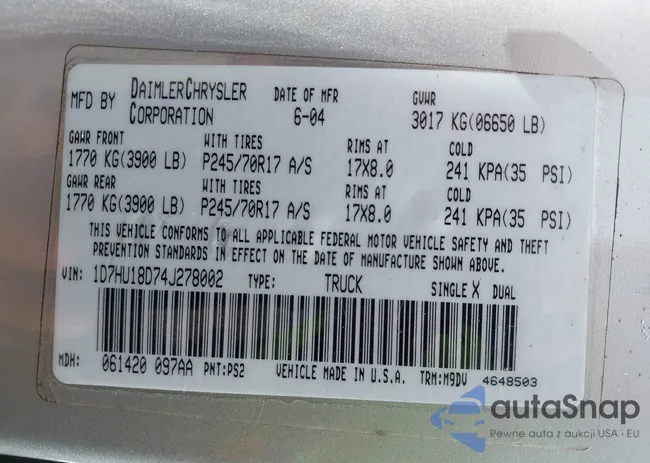 MFD BY DAIMLERCHRYSLER CORPORATION DATE OF MFR 6-04 GVWR 3017 KG(06650 LB)
GAWR FRONT WITH TIRES RIMS AT COLD
1770 KG(3900 LB) P245/70R17 A/S 17X8.0 241 KPA(35 PSI)
GAWR REAR WITH TIRES RIMS AT COLD
1770 KG(3900 LB) P245/70R17 A/S 17X8.0 241 KPA(35 PSI)
THIS VEHICLE CONFORMS TO ALL APPLICABLE FEDERAL MOTOR VEHICLE SAFETY AND THEFT
PREVENTION STANDARDS IN EFFECT ON THE DATE OF MANUFACTURE SHOWN ABOVE.
VIN: 1D7HU18D74J278002 TYPE: TRUCK SINGLE X DUAL
MDH: 061420 097AA PNT:PS2 VEHICLE MADE IN U.S.A. TRM:M9DV 4648503
autaSnap
Pewne auta z aukcji USA · EU